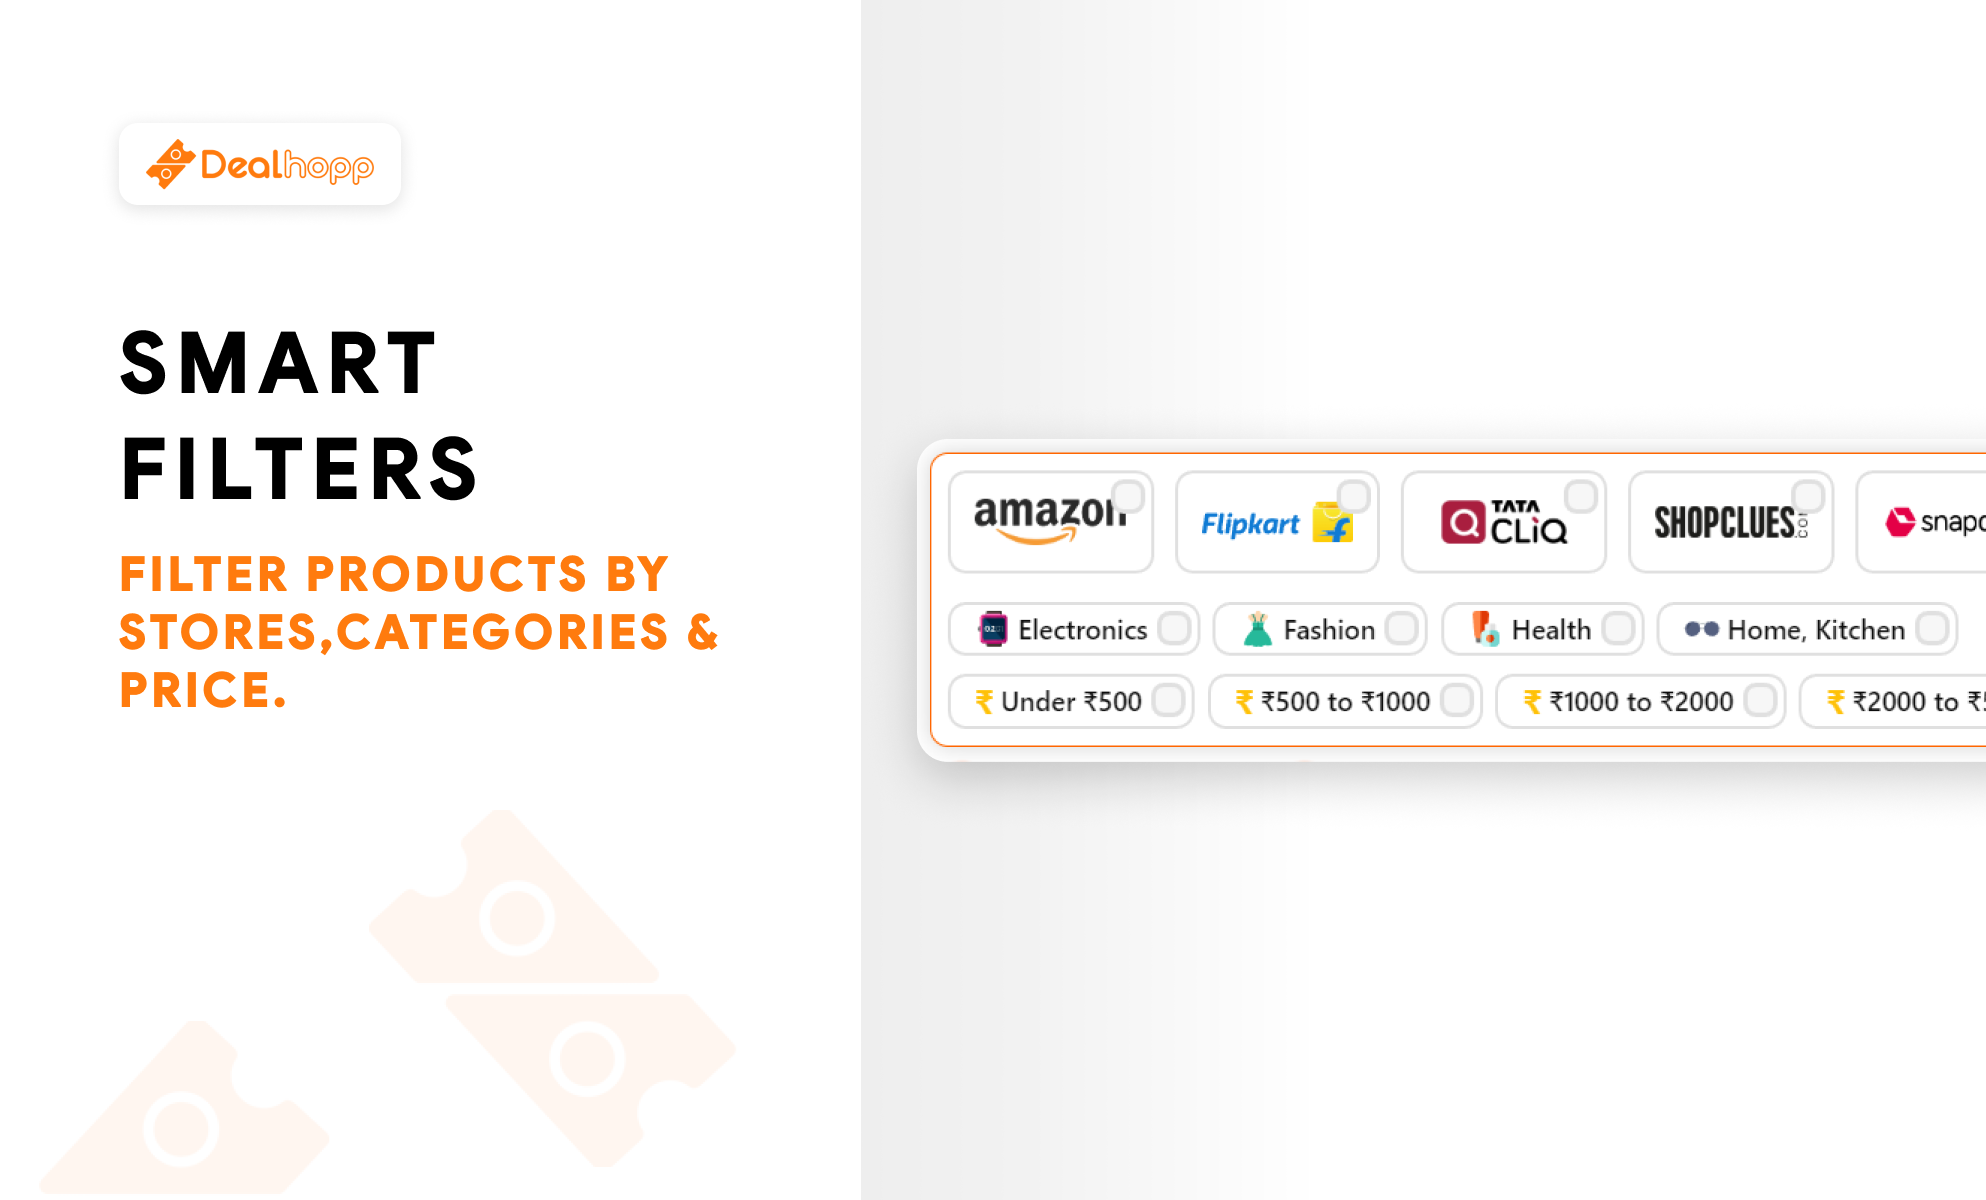 Dealhopp
SMART
FILTERS
FILTER PRODUCTS BY
STORES,CATEGORIES &
PRICE.
amazon Flipkart TATA CLiQ SHOPCLUES.com
Electronics Fashion Health Home, Kitchen
₹ Under ₹500 ₹ ₹500 to ₹1000 ₹ ₹1000 to ₹2000 ₹ ₹2000 to